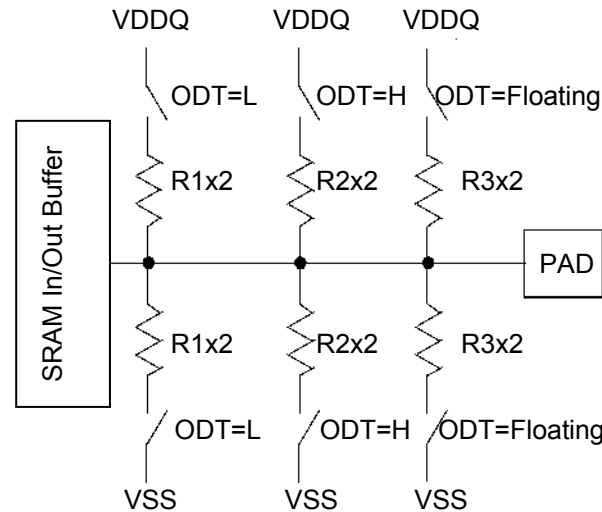 VDDQ VDDQ VDDQ
ODT=L ODT=H ODT=Floating
R1x2 R2x2 R3x2
SRAM In/Out Buffer
PAD
R1x2 R2x2 R3x2
ODT=L ODT=H ODT=Floating
VSS VSS VSS